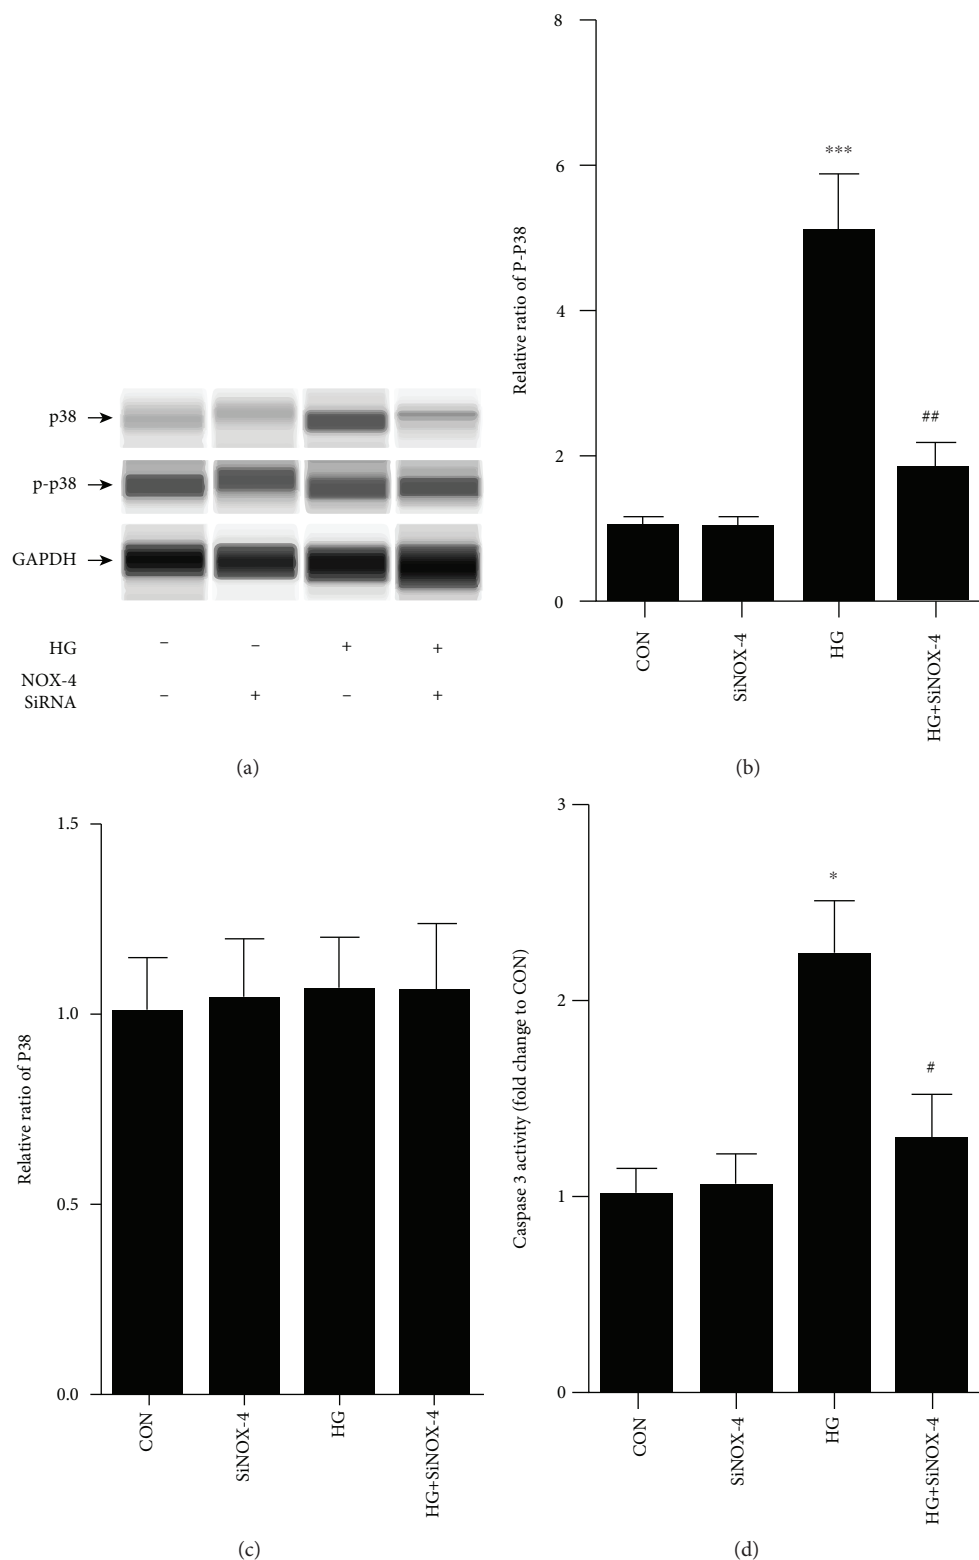 p38
p-p38
GAPDH
HG – – + +
NOX-4
SiRNA – + – +
(a)
8
6
4
2
0
Relative ratio of P-P38
***
##
CON
SiNOX-4
HG
HG+SiNOX-4
(b)
1.5
1.0
0.5
0.0
Relative ratio of P38
CON
SiNOX-4
HG
HG+SiNOX-4
(c)
3
2
1
0
Caspase 3 activity (fold change to CON)
*
#
CON
SiNOX-4
HG
HG+SiNOX-4
(d)